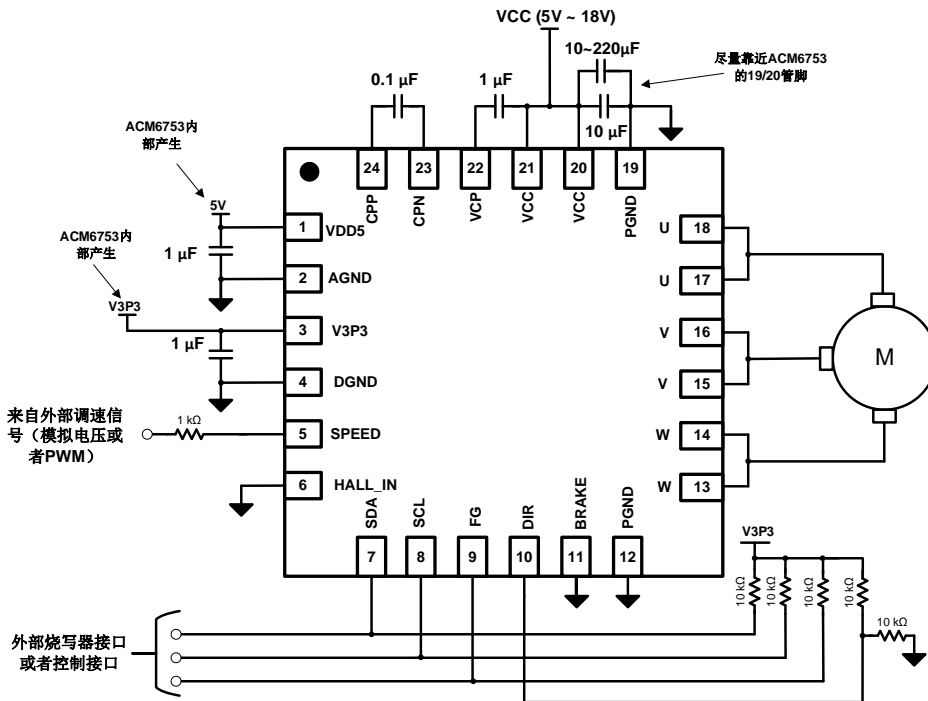 VCC (5V ~ 18V)
10~220μF
尽量靠近ACM6753
的19/20管脚
0.1 μF
1 μF
10 μF
ACM6753内
部产生
24
23
22
21
20
19
CPP
CPN
VCP
VCC
VCC
PGND
5V
1
VDD5
U
18
ACM6753内
部产生
1 μF
2
AGND
U
17
V3P3
3
V3P3
V
16
M
1 μF
4
DGND
V
15
来自外部调速信
号（模拟电压或
者PWM）
1 kΩ
5
SPEED
W
14
6
HALL_IN
W
13
SDA
SCL
FG
DIR
BRAKE
PGND
7
8
9
10
11
12
V3P3
10 kΩ
10 kΩ
10 kΩ
10 kΩ
10 kΩ
外部烧写器接口
或者控制接口